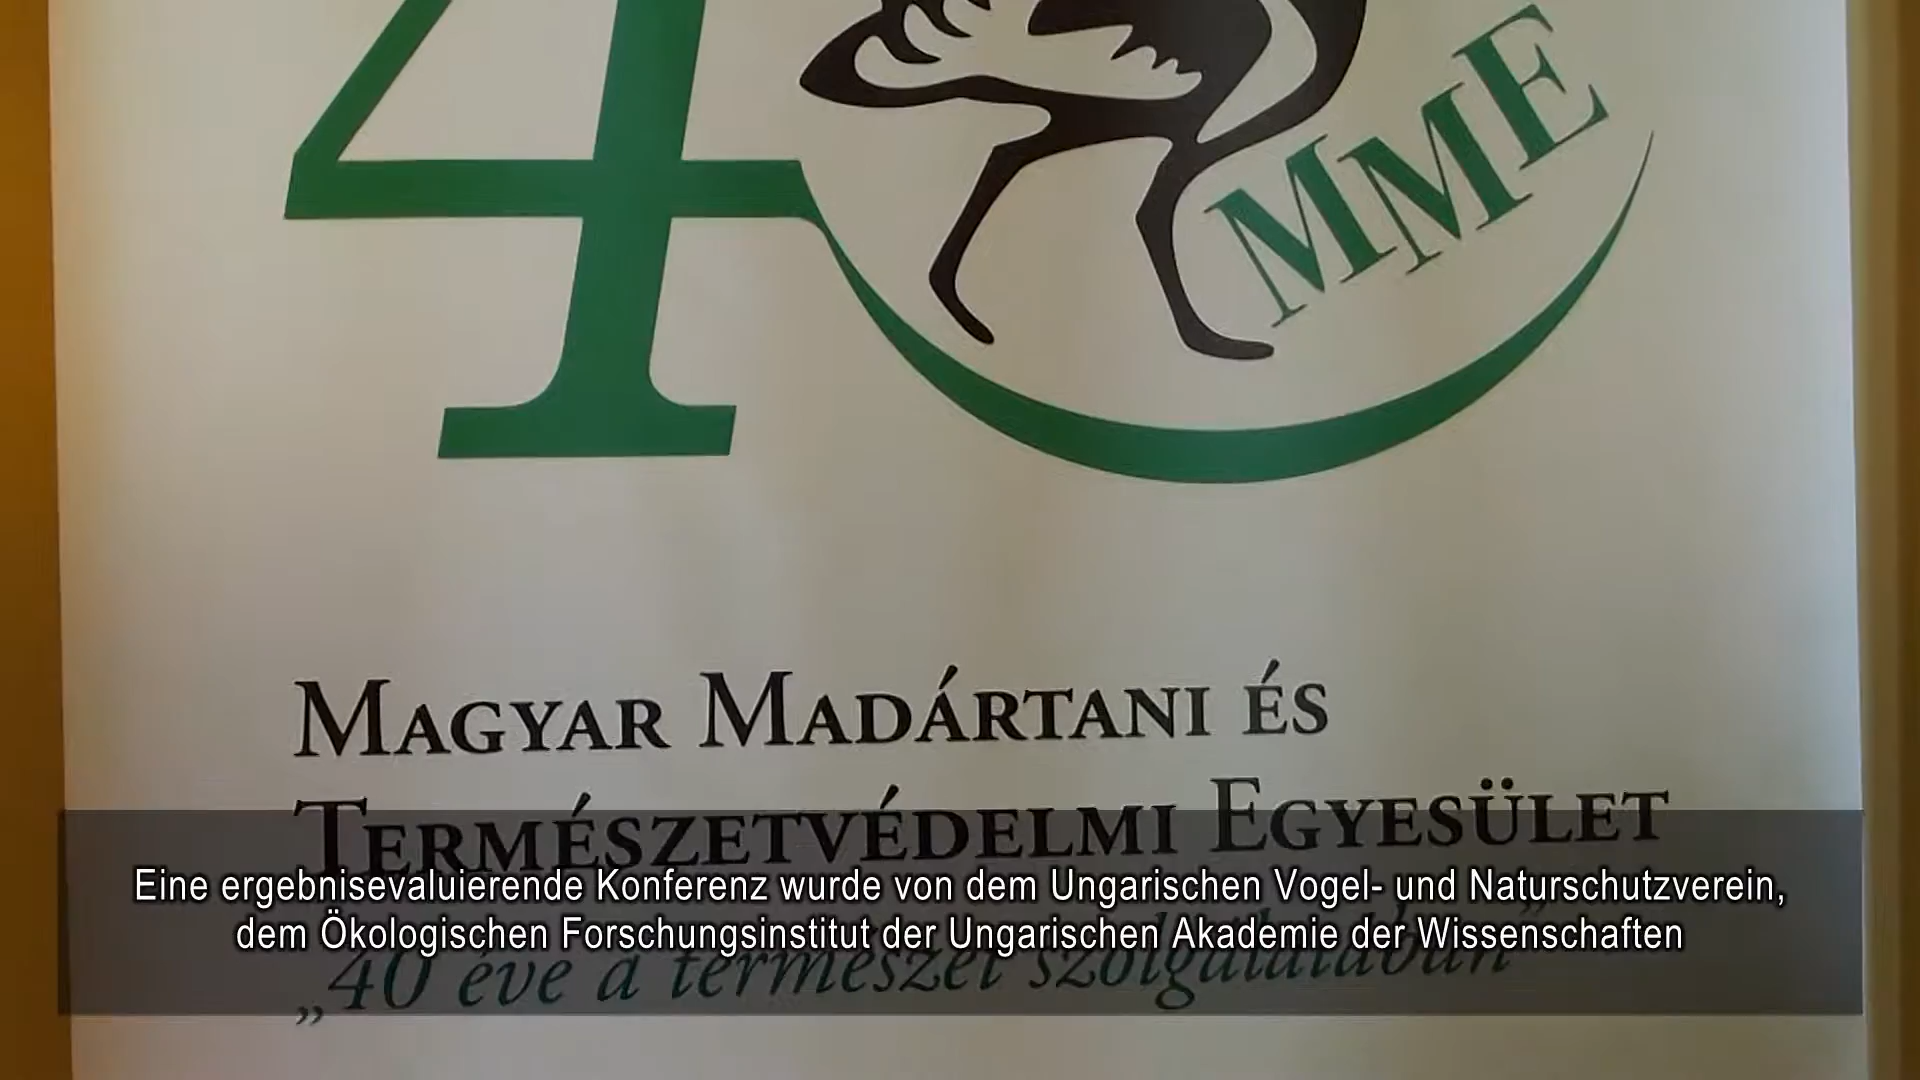 40
MME
MAGYAR MADÁRTANI ÉS
TERMÉSZETVÉDELMI EGYESÜLET
Eine ergebnisevaluierende Konferenz wurde von dem Ungarischen Vogel- und Naturschutzverein,
dem Ökologischen Forschungsinstitut der Ungarischen Akademie der Wissenschaften
„40 éve a természet szolgálatában”